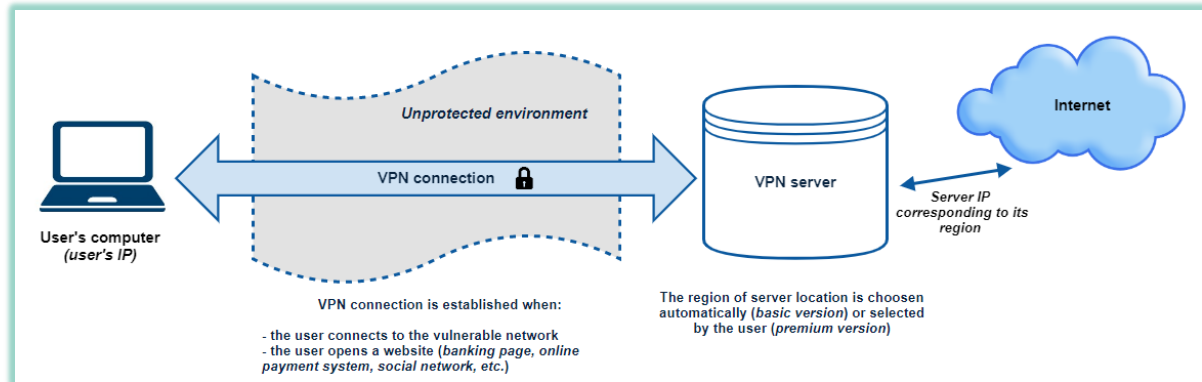 Unprotected environment
VPN connection
User's computer
(user's IP)
VPN server
Internet
Server IP
corresponding to its
region
VPN connection is established when:
- the user connects to the vulnerable network
- the user opens a website (banking page, online
payment system, social network, etc.)
The region of server location is choosen
automatically (basic version) or selected
by the user (premium version)